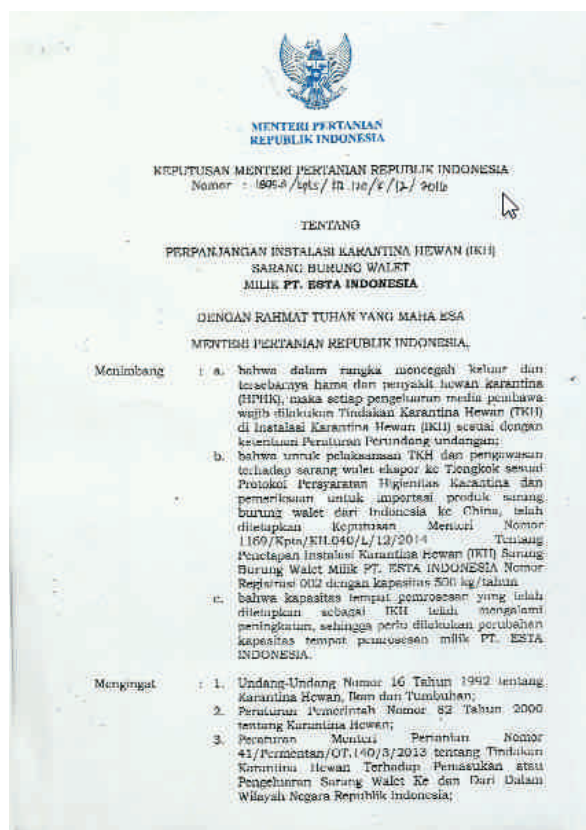 MENTERI PERTANIAN
REPUBLIK INDONESIA
KEPUTUSAN MENTERI PERTANIAN REPUBLIK INDONESIA
Nomor :
TENTANG
PERPANJANGAN INSTALASI KARANTINA HEWAN (IKH)
SARANG BURUNG WALET
MILIK PT. ESTA INDONESIA
DENGAN RAHMAT TUHAN YANG MAHA ESA
MENTERI PERTANIAN REPUBLIK INDONESIA,
Menimbang : a. bahwa dalam rangka mencegah keluar dan
tersebarnya hama dan penyakit hewan karantina
(HPHK), maka setiap pengeluaran media pembawa
wajib dilakukan Tindakan Karantina Hewan (TKH)
di Instalasi Karantina Hewan (IKH) sesuai dengan
ketentuan Peraturan Perundang undangan;
b. bahwa untuk pelaksanaan TKH dan pengawasan
terhadap sarang walet ekspor ke Tiongkok sesuai
Protokol Persyaratan Higienitas Karantina dan
pemeriksaan untuk importasi produk sarang
burung walet dari Indonesia ke China, telah
ditetapkan Keputusan Menteri Nomor
1169/Kpts/KH.040/L/12/2014 Tentang
Penetapan Instalasi Karantina Hewan (IKH) Sarang
Burung Walet Milik PT. ESTA INDONESIA Nomor
Registrasi 002 dengan kapasitas 500 kg/tahun
c. bahwa kapasitas tempat pemrosesan yang telah
ditetapkan sebagai IKH telah mengalami
peningkatan, sehingga perlu dilakukan perubahan
kapasitas tempat pemrosesan milik PT. ESTA
INDONESIA.
Mengingat : 1. Undang-Undang Nomor 16 Tahun 1992 tentang
Karantina Hewan, Ikan dan Tumbuhan;
2. Peraturan Pemerintah Nomor 82 Tahun 2000
tentang Karantina Hewan;
3. Peraturan Menteri Pertanian Nomor
41/Permentan/OT.140/3/2013 tentang Tindakan
Karantina Hewan Terhadap Pemasukan atau
Pengeluaran Sarang Walet Ke dan Dari Dalam
Wilayah Negara Republik Indonesia;